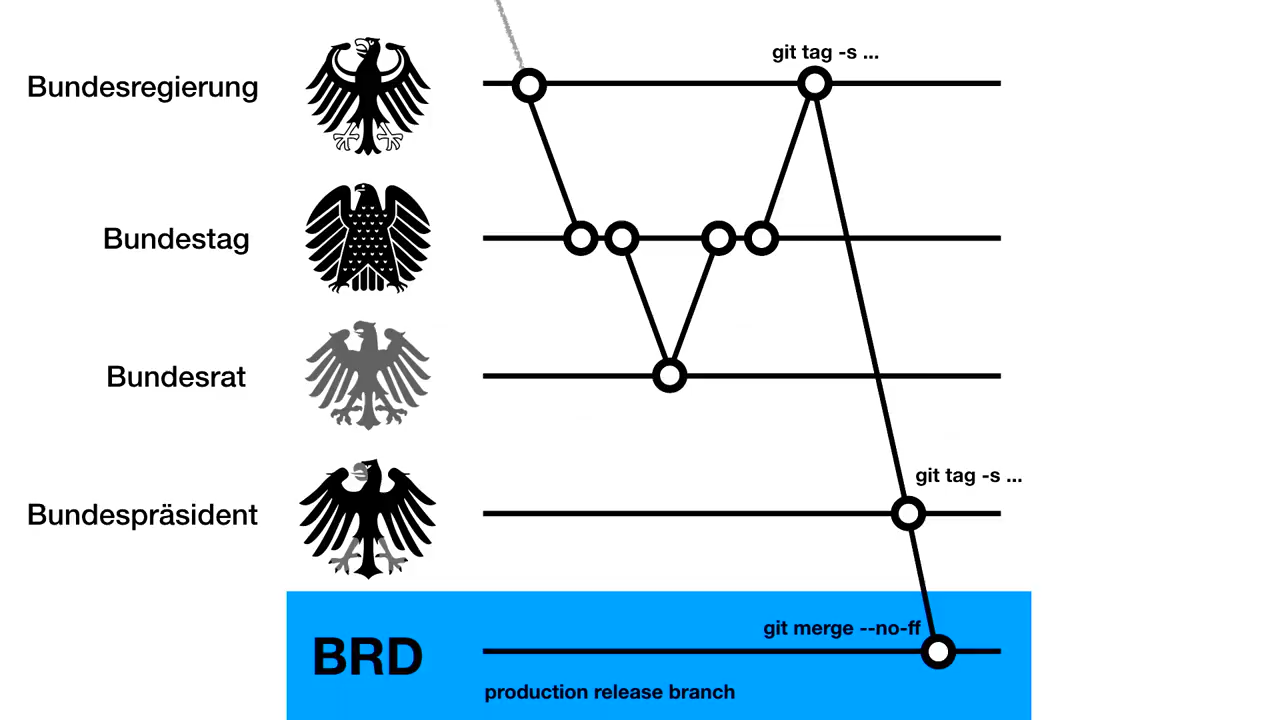 git tag -s ...
Bundesregierung
Bundestag
Bundesrat
git tag -s ...
Bundespräsident
git merge --no-ff
BRD
production release branch